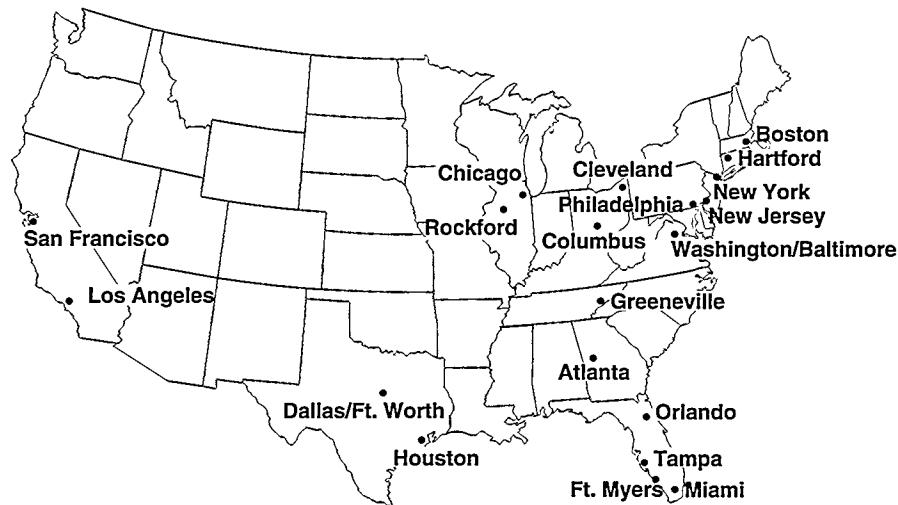 Boston
Hartford
Chicago
Cleveland
New York
Philadelphia
New Jersey
Rockford
Columbus
San Francisco
Washington/Baltimore
Los Angeles
Greeneville
Atlanta
Dallas/Ft. Worth
Orlando
Houston
Tampa
Ft. Myers
Miami